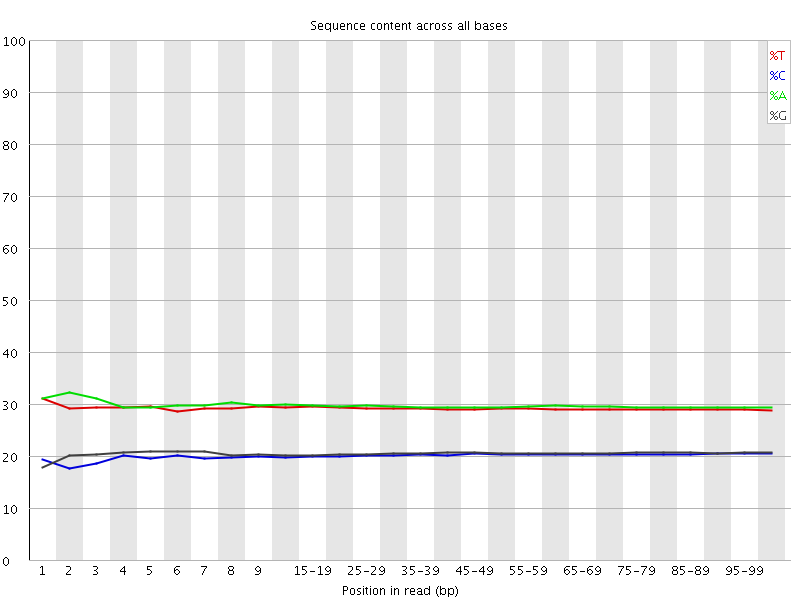 Sequence content across all bases
100
90
80
70
60
50
40
30
20
10
0
%T
%C
%A
%G
1 2 3 4 5 6 7 8 9 15-19 25-29 35-39 45-49 55-59 65-69 75-79 85-89 95-99
Position in read (bp)